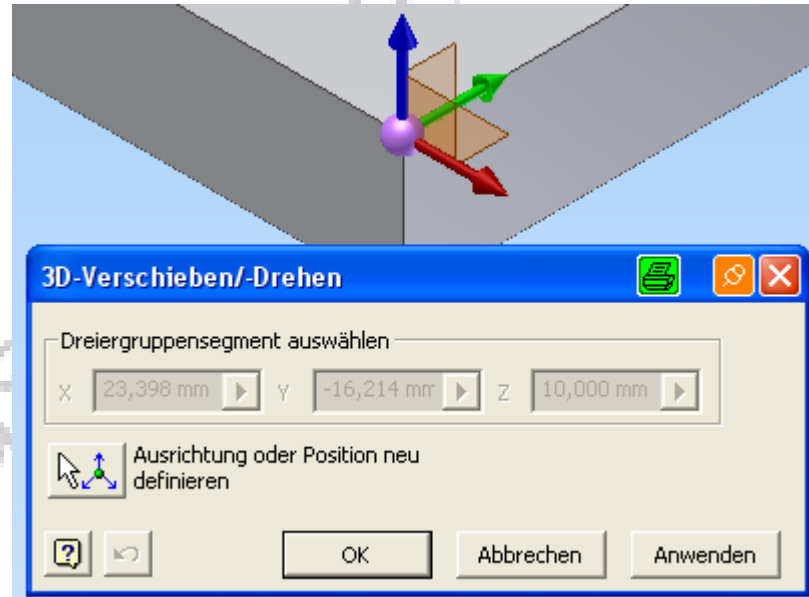 3D-Verschieben/-Drehen
Dreiergruppensegment auswählen
X 23,398 mm Y -16,214 mr Z 10,000 mm
Ausrichtung oder Position neu
definieren
OK Abbrechen Anwenden